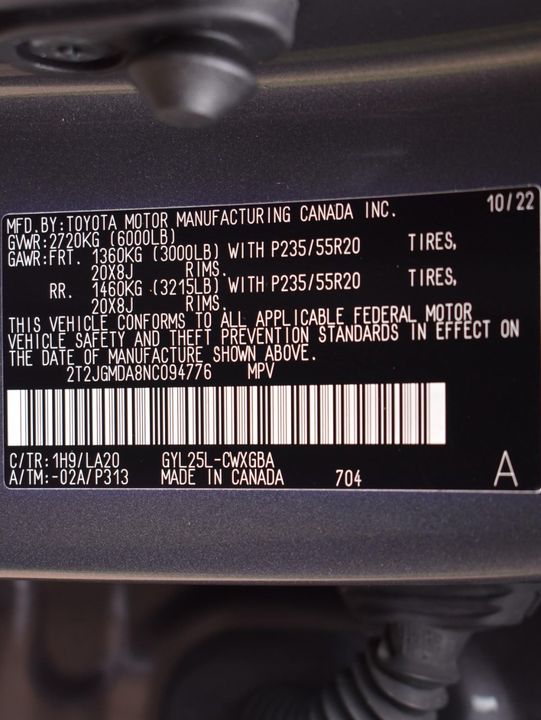 MFD.BY:TOYOTA MOTOR MANUFACTURING CANADA INC. 10/22
GVWR:2720KG (6000LB)
GAWR:FRT. 1360KG (3000LB) WITH P235/55R20 TIRES,
20X8J RIMS.
RR. 1460KG (3215LB) WITH P235/55R20 TIRES,
20X8J RIMS.
THIS VEHICLE CONFORMS TO ALL APPLICABLE FEDERAL MOTOR
VEHICLE SAFETY AND THEFT PREVENTION STANDARDS IN EFFECT ON
THE DATE OF MANUFACTURE SHOWN ABOVE.
2T2JGMDA8NC094776 MPV
C/TR:1H9/LA20 GYL25L-CWXGBA
A/TM:-02A/P313 MADE IN CANADA 704 A